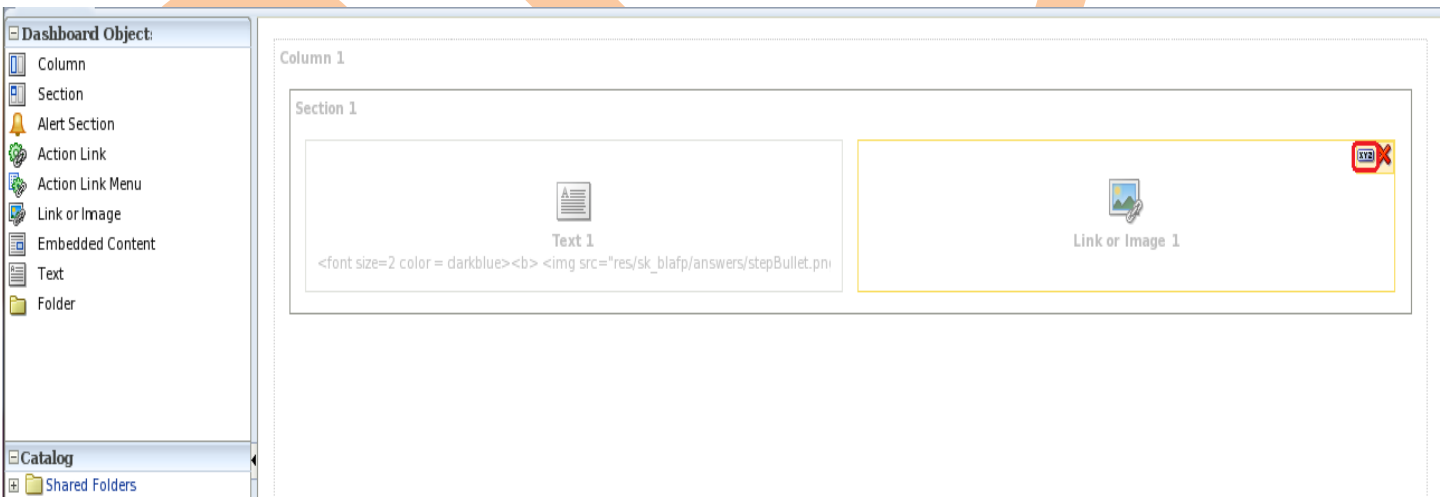 Dashboard Object:
Column
Section
Alert Section
Action Link
Action Link Menu
Link or Image
Embedded Content
Text
Folder
Catalog
Shared Folders
Column 1
Section 1
Text 1
<font size=2 color = darkblue><b> <img src="res/sk_blafp/answers/stepBullet.pn
XYZ
Link or Image 1